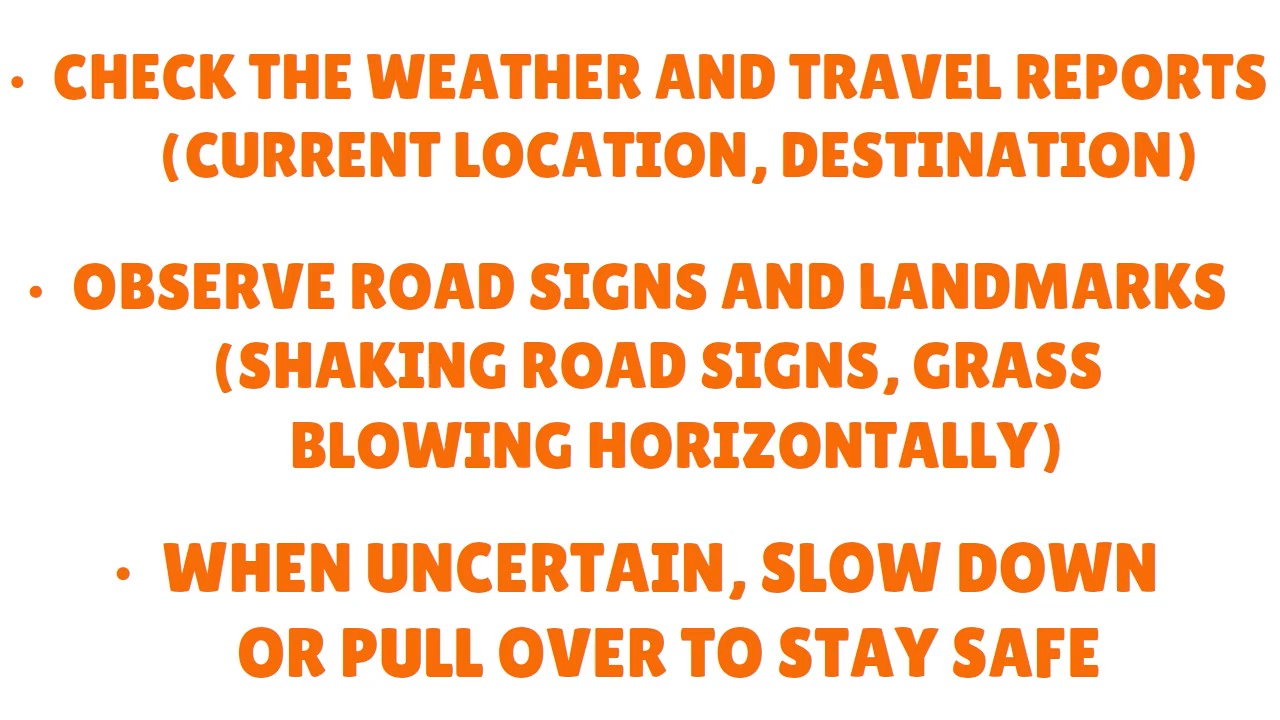 • CHECK THE WEATHER AND TRAVEL REPORTS
(CURRENT LOCATION, DESTINATION)
• OBSERVE ROAD SIGNS AND LANDMARKS
(SHAKING ROAD SIGNS, GRASS
BLOWING HORIZONTALLY)
• WHEN UNCERTAIN, SLOW DOWN
OR PULL OVER TO STAY SAFE